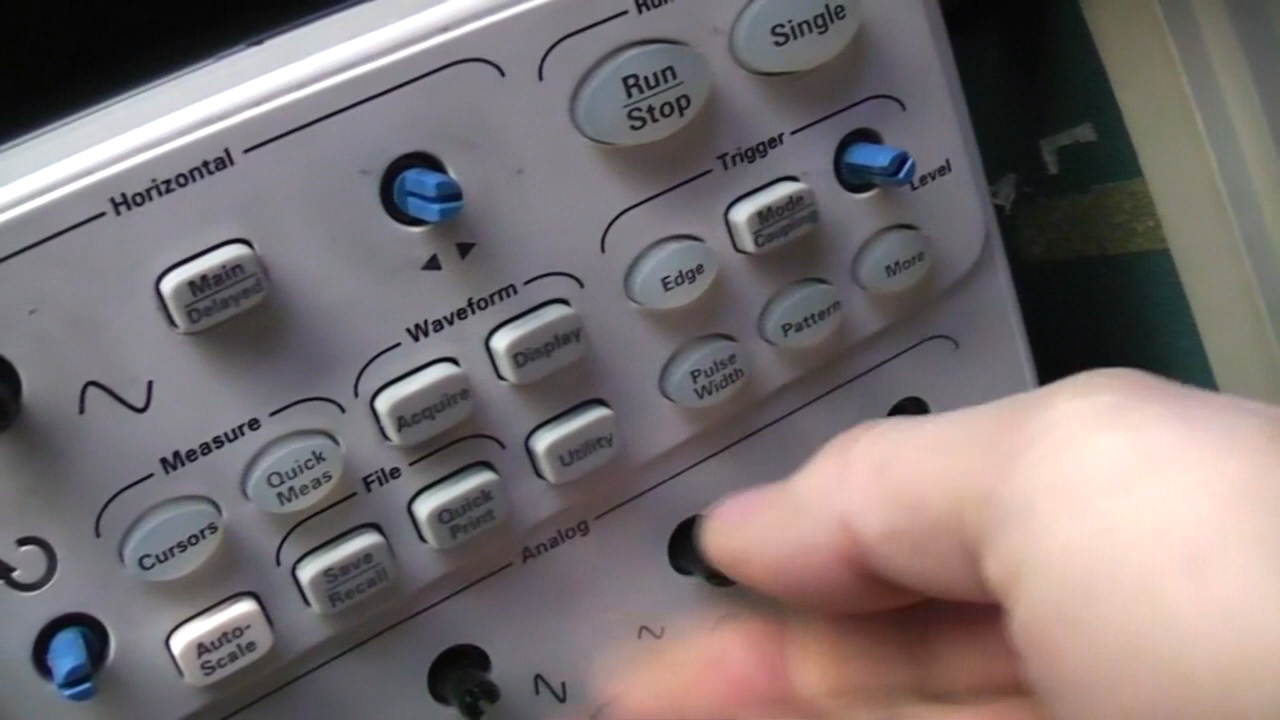 Run
Single
Run
Stop
Horizontal
Trigger
Level
Main
Delayed
Mode
Coupling
Edge
More
Waveform
Display
Pattern
Pulse
Width
Acquire
Measure
Quick
Meas
Utility
File
Quick
Print
Cursors
Save
Recall
Analog
Auto-
Scale